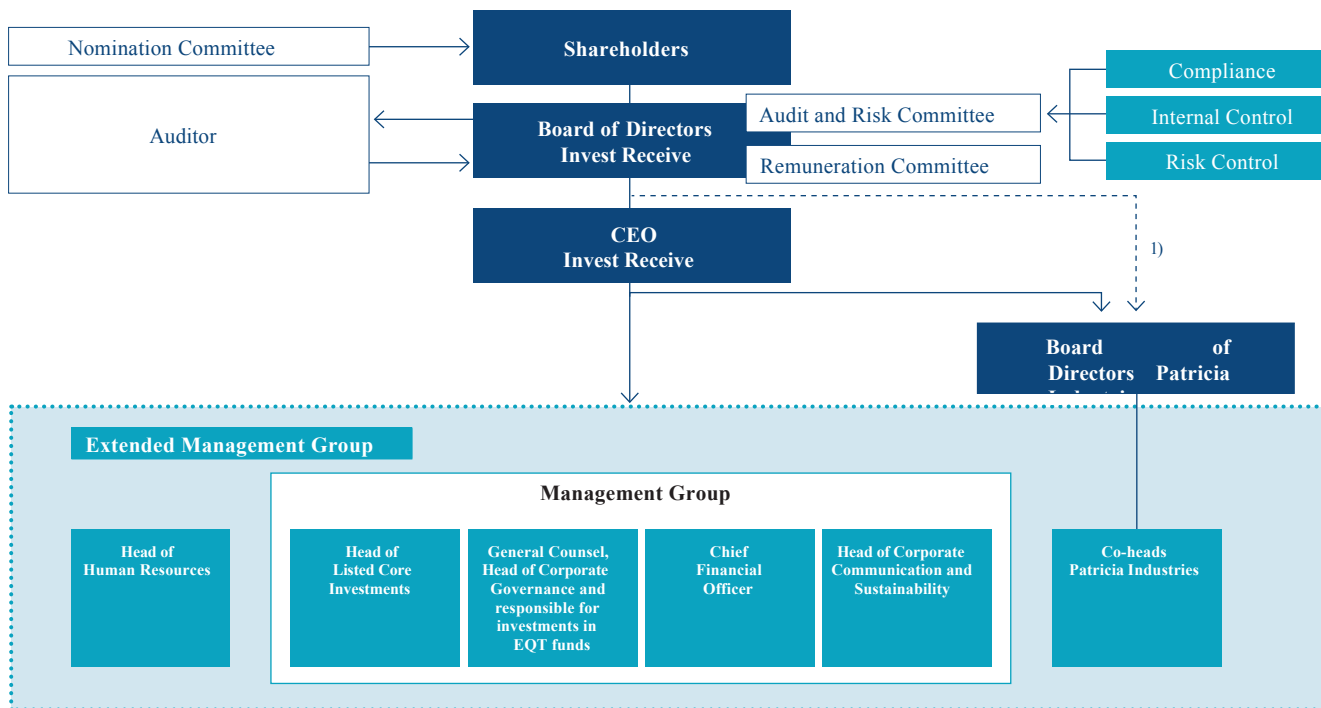 Nomination Committee
Shareholders
Auditor
Board of Directors
Invest Receive
Audit and Risk Committee
Remuneration Committee
Compliance
Internal Control
Risk Control
CEO
Invest Receive
1)
Board of
Directors Patricia
Extended Management Group
Management Group
Head of
Human Resources
Head of
Listed Core
Investments
General Counsel,
Head of Corporate
Governance and
responsible for
investments in
EQT funds
Chief
Financial
Officer
Head of Corporate
Communication and
Sustainability
Co-heads
Patricia Industries